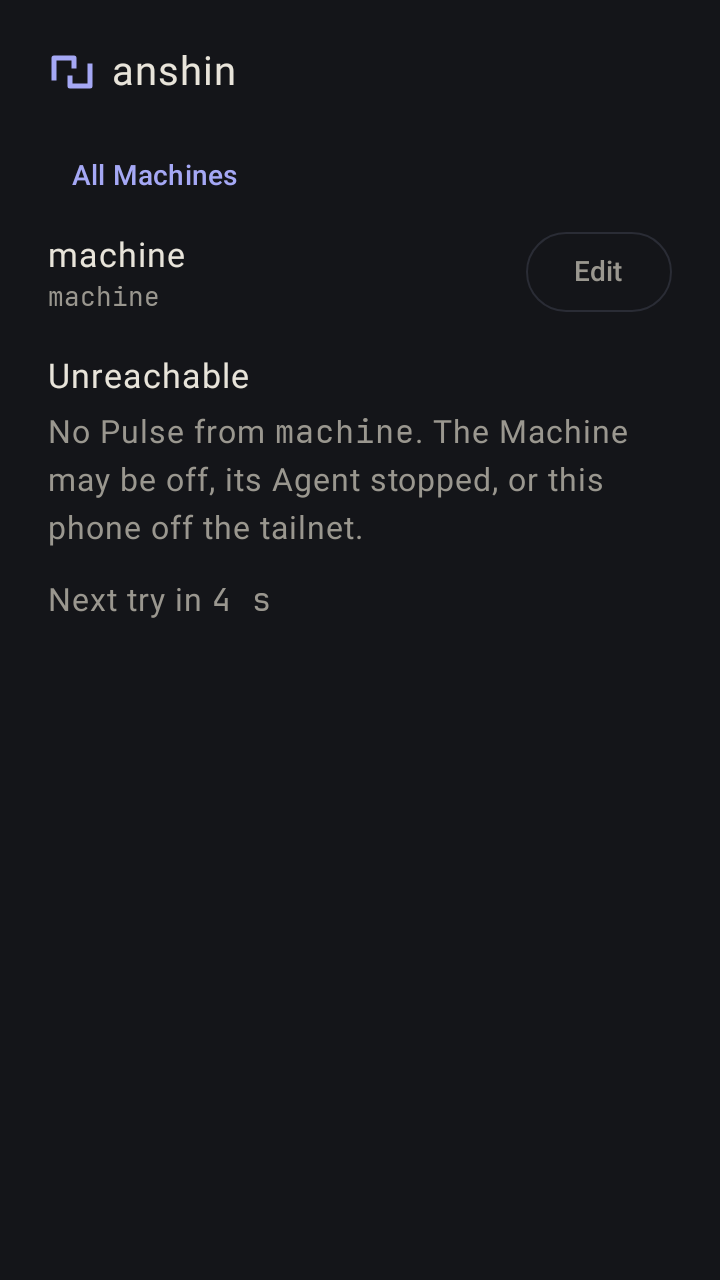 anshin
All Machines
machine
Edit
machine
Unreachable
No Pulse from machine. The Machine
may be off, its Agent stopped, or this
phone off the tailnet.
Next try in 4 s